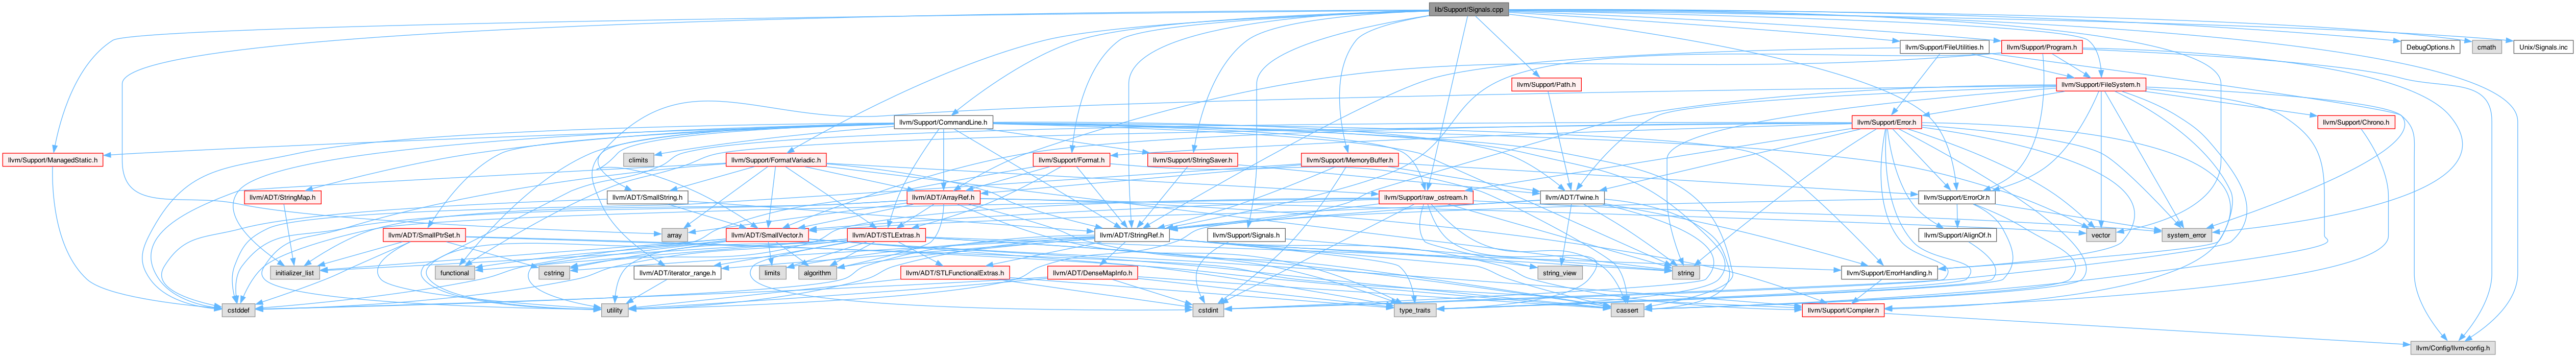 lib/Support/Signals.cpp
llvm/Support/FileUtilities.h
llvm/Support/Program.h
DebugOptions.h
cmath
Unix/Signals.inc
llvm/Support/Path.h
llvm/Support/FileSystem.h
llvm/Support/CommandLine.h
llvm/Support/Error.h
llvm/Support/Chrono.h
llvm/Support/ManagedStatic.h
climits
llvm/Support/FormatVariadic.h
llvm/Support/Format.h
llvm/Support/StringSaver.h
llvm/Support/MemoryBuffer.h
llvm/ADT/StringMap.h
llvm/ADT/SmallString.h
llvm/ADT/ArrayRef.h
llvm/Support/raw_ostream.h
llvm/ADT/Twine.h
llvm/Support/ErrorOr.h
llvm/ADT/SmallPtrSet.h
array
llvm/ADT/SmallVector.h
llvm/ADT/STLExtras.h
llvm/ADT/StringRef.h
llvm/Support/Signals.h
llvm/Support/AlignOf.h
vector
system_error
initializer_list
functional
cstring
llvm/ADT/iterator_range.h
limits
algorithm
llvm/ADT/STLFunctionalExtras.h
llvm/ADT/DenseMapInfo.h
string_view
string
llvm/Support/ErrorHandling.h
cstddef
utility
cstdint
type_traits
cassert
llvm/Support/Compiler.h
llvm/Config/llvm-config.h